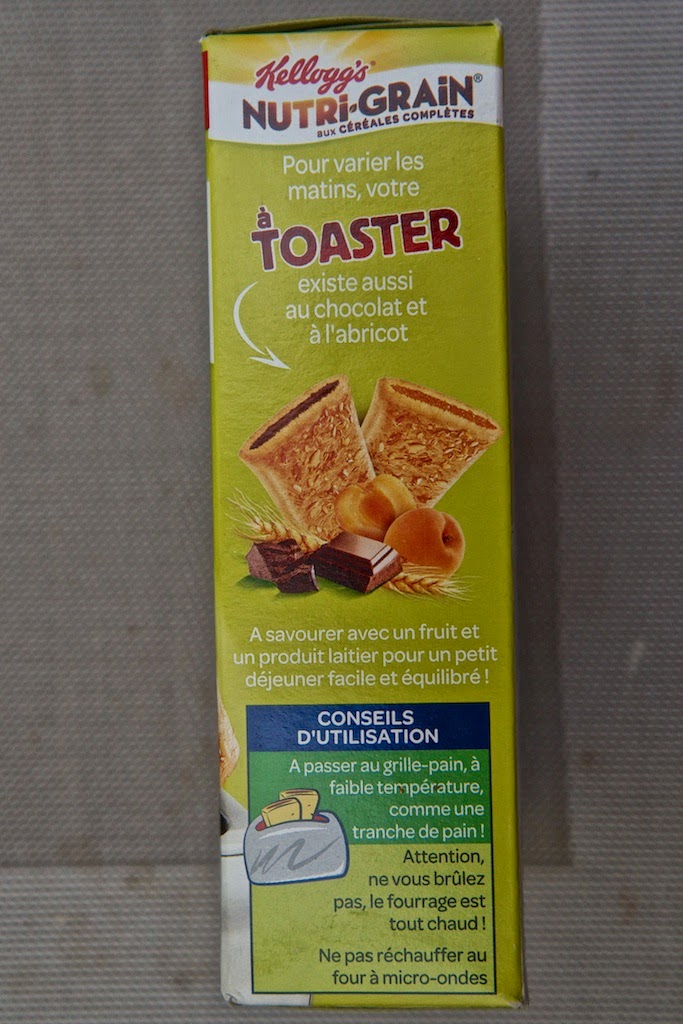 Kellogg's®
NUTRi-GRAiN®
AUX CÉRÉALES COMPLÈTES
Pour varier les
matins, votre
à
TOASTER
existe aussi
au chocolat et
à l'abricot
A savourer avec un fruit et
un produit laitier pour un petit
déjeuner facile et équilibré !
CONSEILS
D'UTILISATION
A passer au grille-pain, à
faible température,
comme une
tranche de pain !
Attention,
ne vous brûlez
pas, le fourrage est
tout chaud !
Ne pas réchauffer au
four à micro-ondes